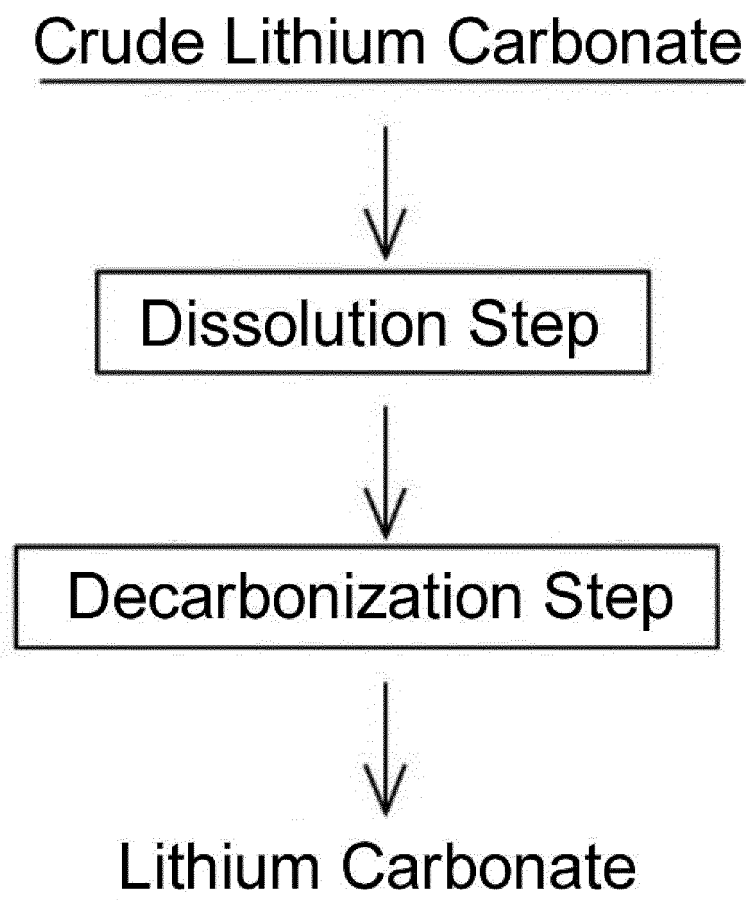 Crude Lithium Carbonate
Dissolution Step
Decarbonization Step
Lithium Carbonate